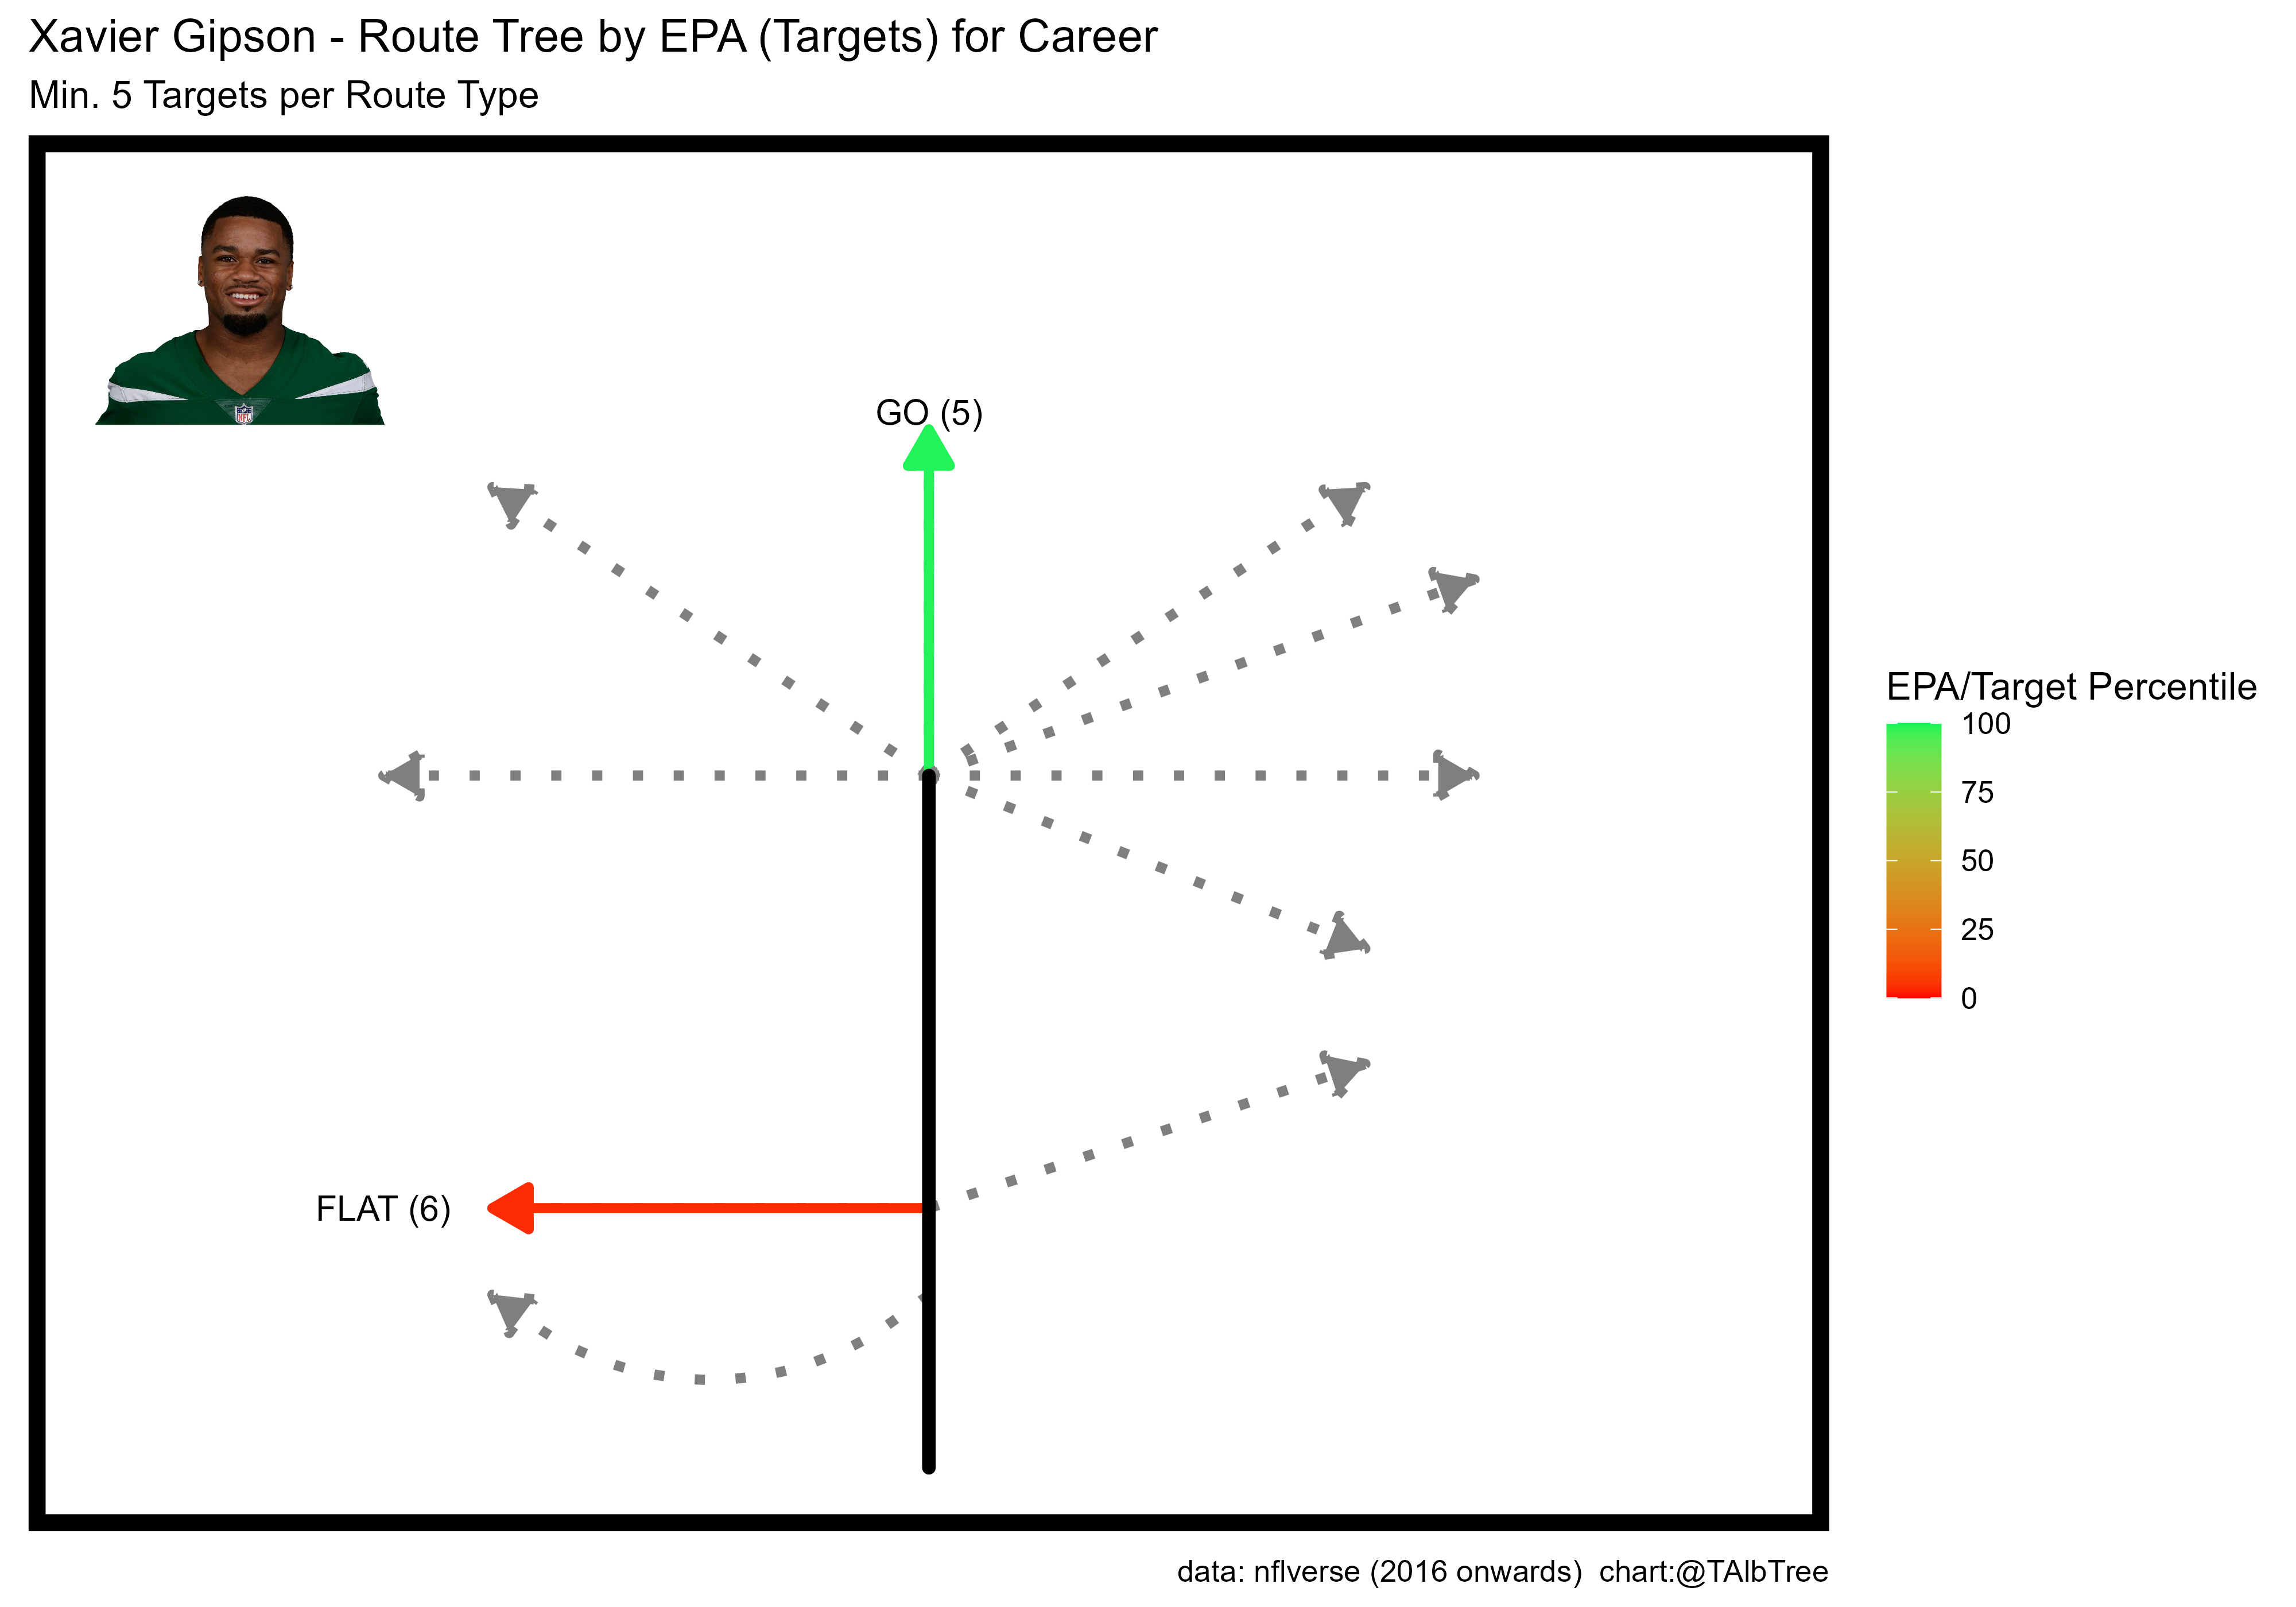 Xavier Gipson - Route Tree by EPA (Targets) for Career
Min. 5 Targets per Route Type
GO (5)
EPA/Target Percentile
100
75
50
25
0
FLAT (6)
NFL
data: nflverse (2016 onwards)  chart:@TAlbTree